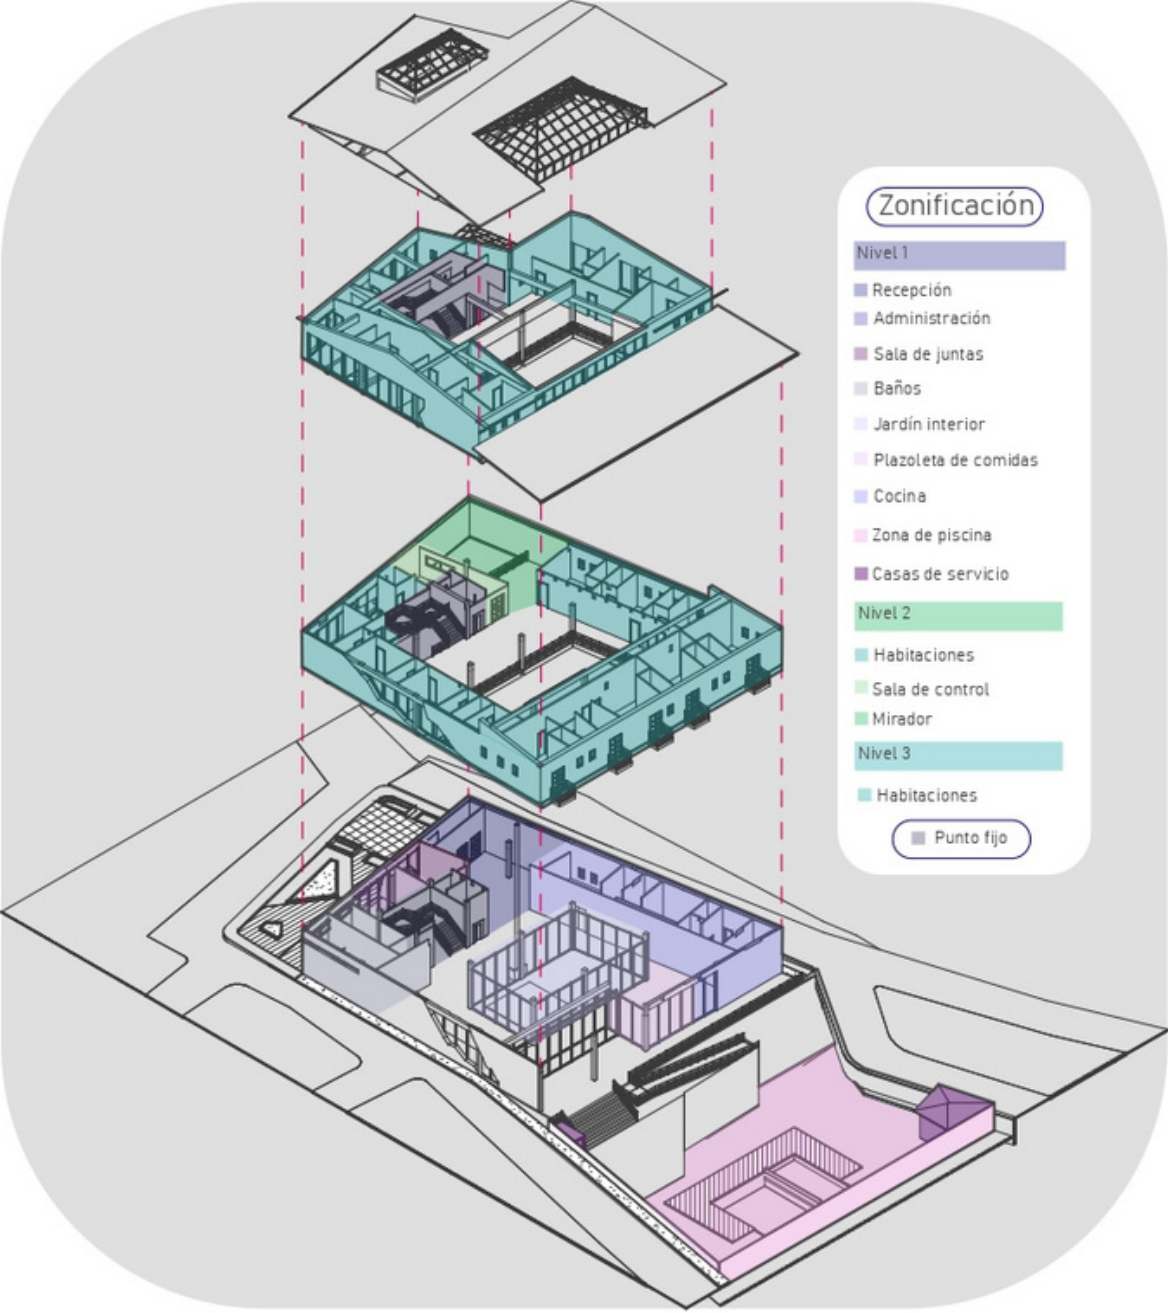 Zonificación
Nivel 1
Recepción
Administración
Sala de juntas
Baños
Jardín interior
Plazoleta de comidas
Cocina
Zona de piscina
Casas de servicio
Nivel 2
Habitaciones
Sala de control
Mirador
Nivel 3
Habitaciones
Punto fijo